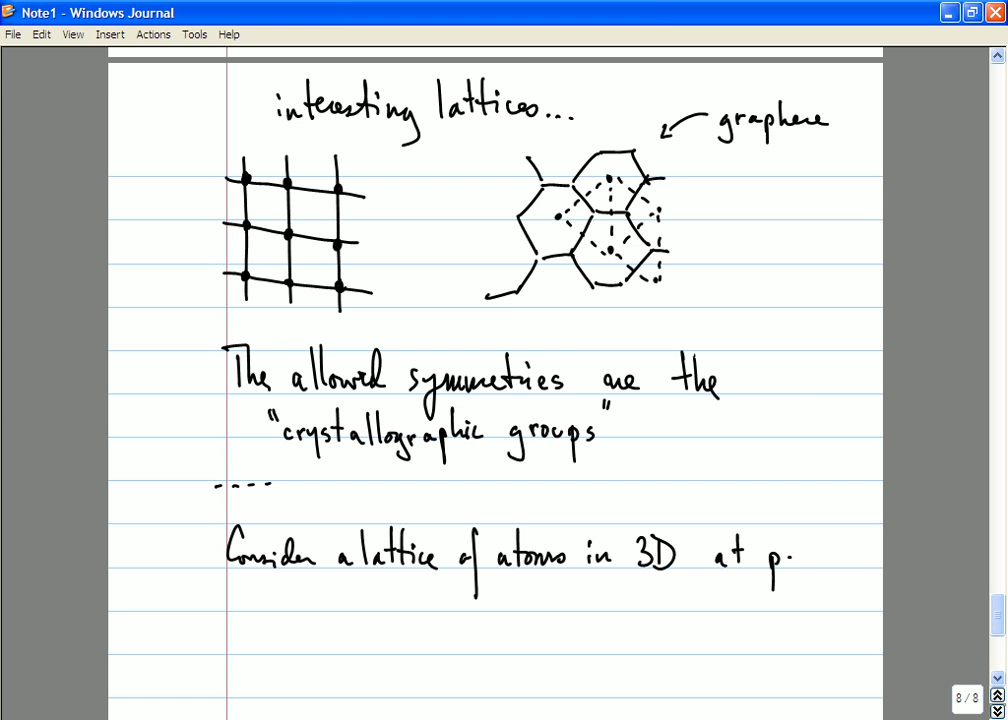 Note1 - Windows Journal
File Edit View Insert Actions Tools Help
interesting lattices...
graphene
The allowed symmetries are the
"crystallographic groups"
----
Consider a lattice of atoms in 3D at p.
8/8